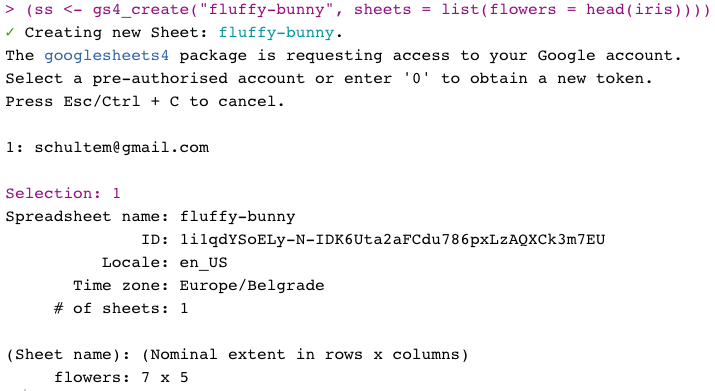 > (ss <- gs4_create("fluffy-bunny", sheets = list(flowers = head(iris))))
✓ Creating new Sheet: fluffy-bunny.
The googlesheets4 package is requesting access to your Google account.
Select a pre-authorised account or enter '0' to obtain a new token.
Press Esc/Ctrl + C to cancel.
1: schultem@gmail.com
Selection: 1
Spreadsheet name: fluffy-bunny
ID: 1i1qdYSoELy-N-IDK6Uta2aFCdu786pxLzAQXCk3m7EU
Locale: en_US
Time zone: Europe/Belgrade
# of sheets: 1
(Sheet name): (Nominal extent in rows x columns)
flowers: 7 x 5